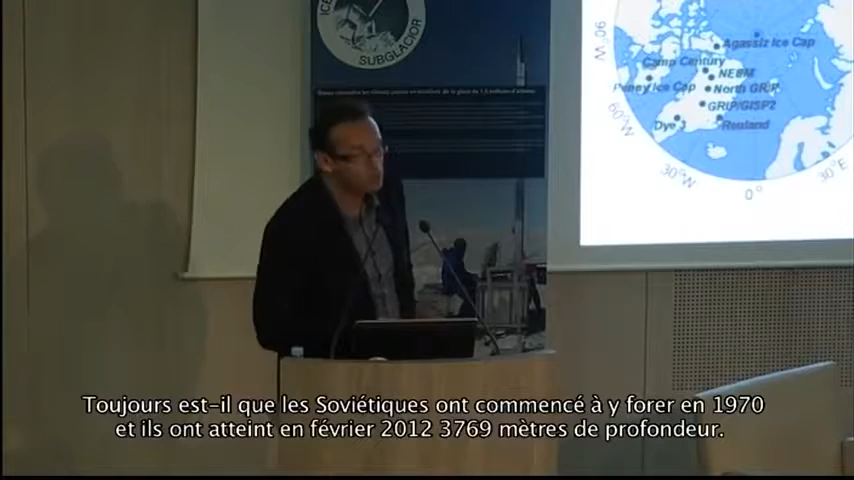 SUBGLACIOR
90°W
60°W
30°W
0°
30°E
Agassiz Ice Cap
Camp Century
NEEM
Penny Ice Cap
North GRIP
GRIP/GISP2
Dye 3
Renland
Toujours est-il que les Soviétiques ont commencé à y forer en 1970
et ils ont atteint en février 2012 3769 mètres de profondeur.